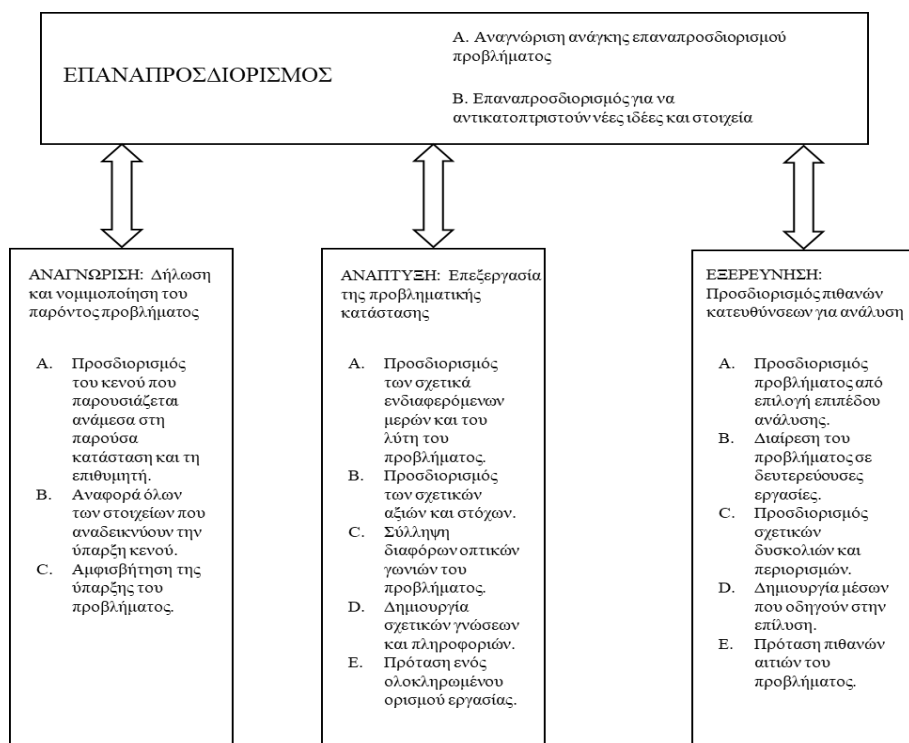 ΕΠΑΝΑΠΡΟΣΔΙΟΡΙΣΜΟΣ
Α. Αναγνώριση ανάγκης επαναπροσδιορισμού
προβλήματος
Β. Επαναπροσδιορισμός για να
αντικατοπτριστούν νέες ιδέες και στοιχεία
ΑΝΑΓΝΩΡΙΣΗ: Δήλωση
και νομιμοποίηση του
παρόντος προβλήματος
A. Προσδιορισμός
του κενού που
παρουσιάζεται
ανάμεσα στη
παρούσα
κατάσταση και τη
επιθυμητή.
B. Αναφορά όλων
των στοιχείων που
αναδεικνύουν την
ύπαρξη κενού.
C. Αμφισβήτηση της
ύπαρξης του
προβλήματος.
ΑΝΑΠΤΥΞΗ: Επεξεργασία
της προβληματικής
κατάστασης
A. Προσδιορισμός
των σχετικά
ενδιαφερόμενων
μερών και του
λύτη του
προβλήματος.
B. Προσδιορισμός
των σχετικών
αξιών και στόχων.
C. Σύλληψη
διαφόρων οπτικών
γωνιών του
προβλήματος.
D. Δημιουργία
σχετικών γνώσεων
και πληροφοριών.
E. Πρόταση ενός
ολοκληρωμένου
ορισμού εργασίας.
ΕΞΕΡΕΥΝΗΣΗ:
Προσδιορισμός πιθανών
κατευθύνσεων για ανάλυση
A. Προσδιορισμός
προβλήματος από
επιλογή επιπέδου
ανάλυσης.
B. Διαίρεση του
προβλήματος σε
δευτερεύουσες
εργασίες.
C. Προσδιορισμός
σχετικών
δυσκολιών και
περιορισμών.
D. Δημιουργία μέσων
που οδηγούν στην
επίλυση.
E. Πρόταση πιθανών
αιτιών του
προβλήματος.